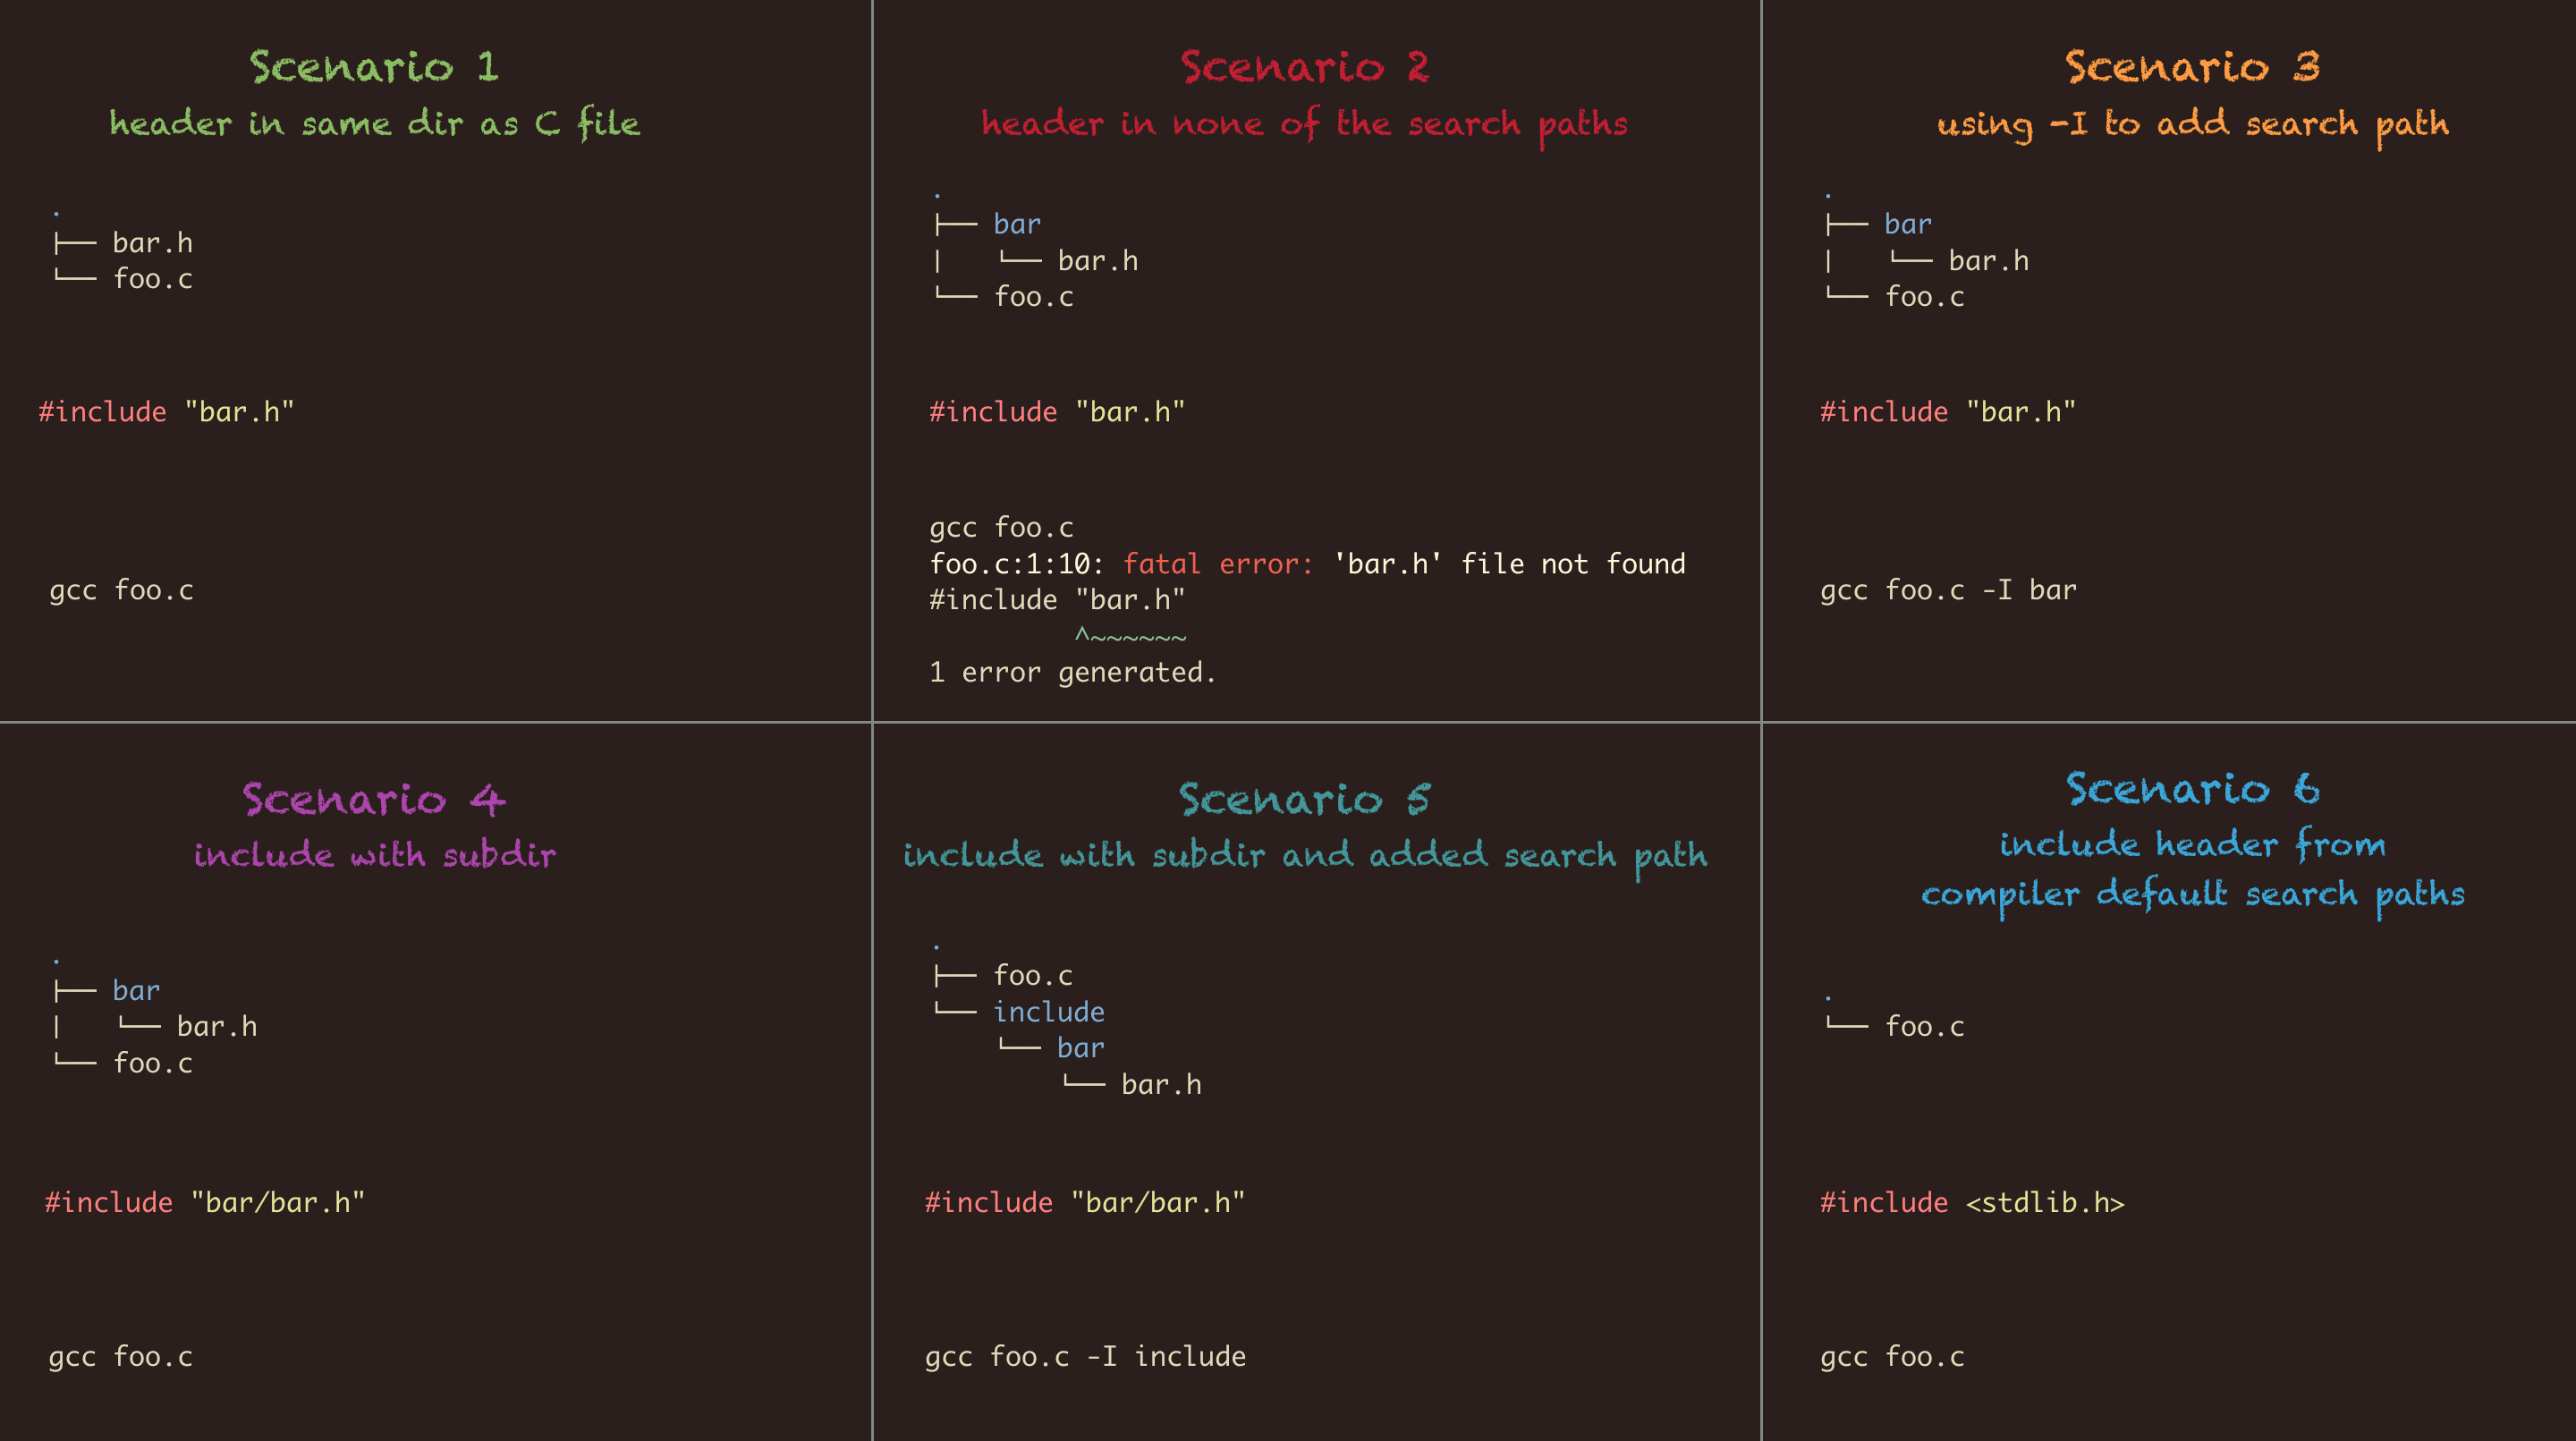 Scenario 1
header in same dir as C file
.
├── bar.h
└── foo.c
#include "bar.h"
gcc foo.c
Scenario 2
header in none of the search paths
.
├── bar
|   └── bar.h
└── foo.c
#include "bar.h"
gcc foo.c
foo.c:1:10: fatal error: 'bar.h' file not found
#include "bar.h"
         ^~~~~~~
1 error generated.
Scenario 3
using -I to add search path
.
├── bar
|   └── bar.h
└── foo.c
#include "bar.h"
gcc foo.c -I bar
Scenario 4
include with subdir
.
├── bar
|   └── bar.h
└── foo.c
#include "bar/bar.h"
gcc foo.c
Scenario 5
include with subdir and added search path
.
├── foo.c
└── include
    └── bar
        └── bar.h
#include "bar/bar.h"
gcc foo.c -I include
Scenario 6
include header from
compiler default search paths
.
└── foo.c
#include <stdlib.h>
gcc foo.c